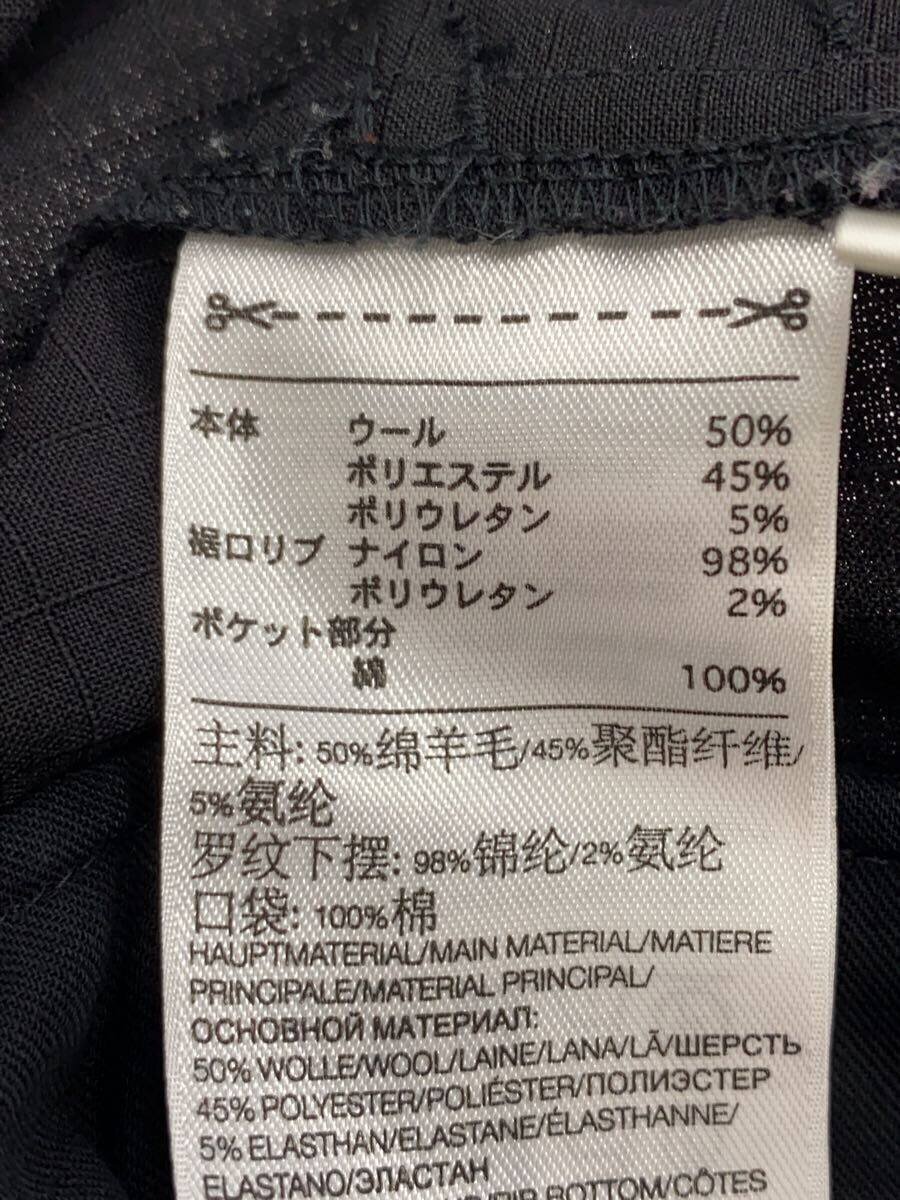 本体 ウール 50%
ポリエステル 45%
ポリウレタン 5%
裾口リブ ナイロン 98%
ポリウレタン 2%
ポケット部分
綿 100%
主料: 50%绵羊毛/45%聚酯纤维/
5%氨纶
罗纹下摆: 98%锦纶/2%氨纶
口袋: 100%棉
HAUPTMATERIAL/MAIN MATERIAL/MATIERE
PRINCIPALE/MATERIAL PRINCIPAL/
ОСНОВНОЙ МАТЕРИАЛ:
50% WOLLE/WOOL/LAINE/LANA/LÃ/ШЕРСТЬ
45% POLYESTER/POLIÉSTER/ПОЛИЭСТЕР
5% ELASTHAN/ELASTANE/ÉLASTHANNE/
ELASTANO/ЭЛАСТАН
BOTTOM/CÔTES